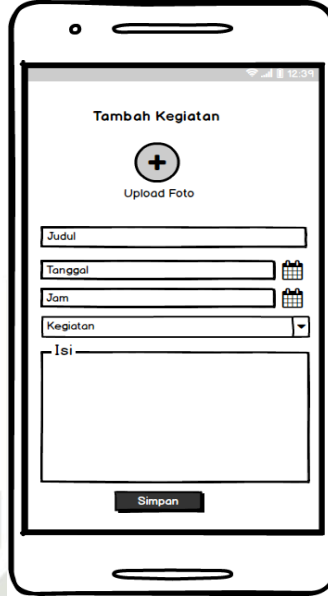 12:39
Tambah Kegiatan
Upload Foto
Judul
Tanggal
Jam
Kegiatan
Isi
Simpan